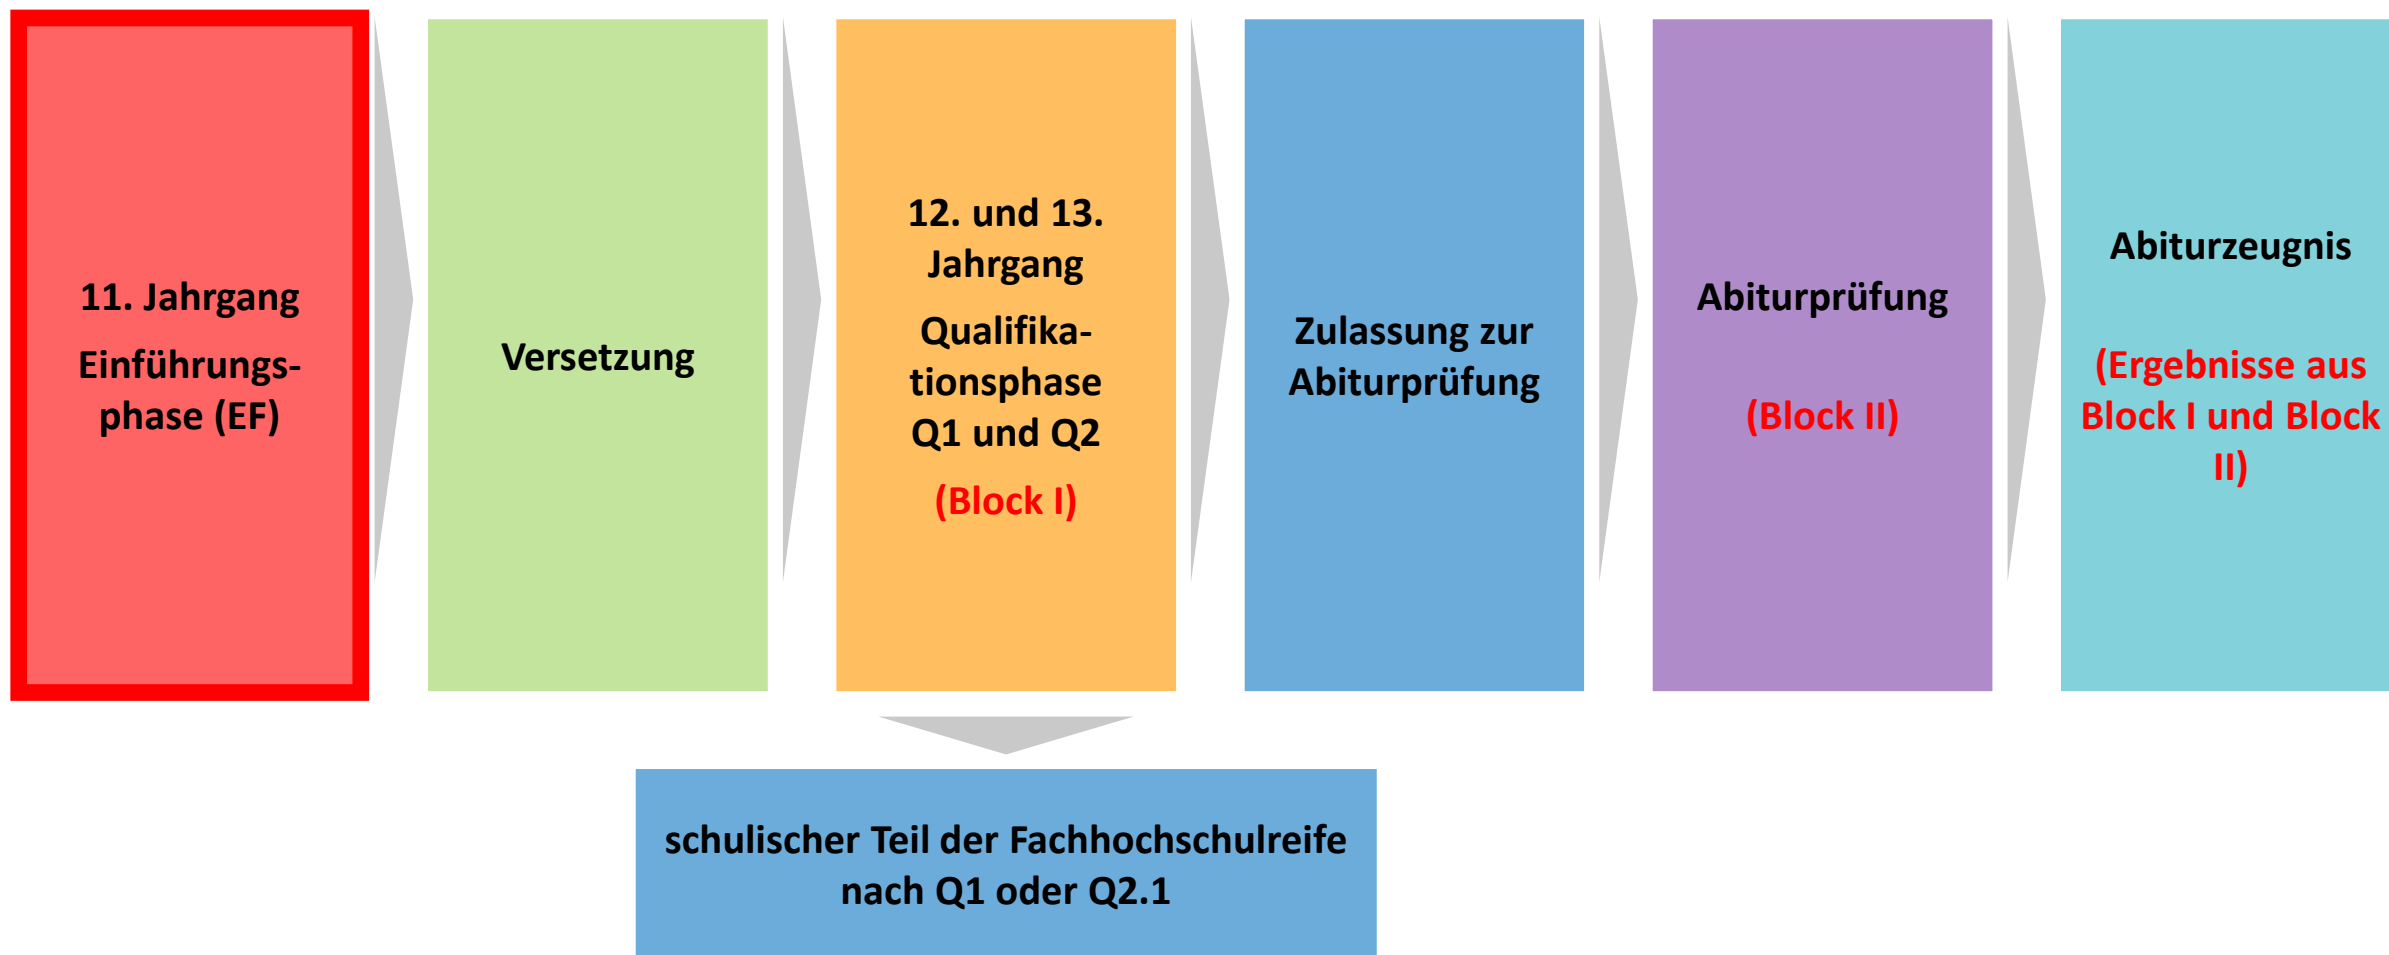 11. Jahrgang
Einführungs-
phase (EF)
Versetzung
12. und 13.
Jahrgang
Qualifika-
tionsphase
Q1 und Q2
(Block I)
Zulassung zur
Abiturprüfung
Abiturprüfung
(Block II)
Abiturzeugnis
(Ergebnisse aus
Block I und Block
II)
schulischer Teil der Fachhochschulreife
nach Q1 oder Q2.1